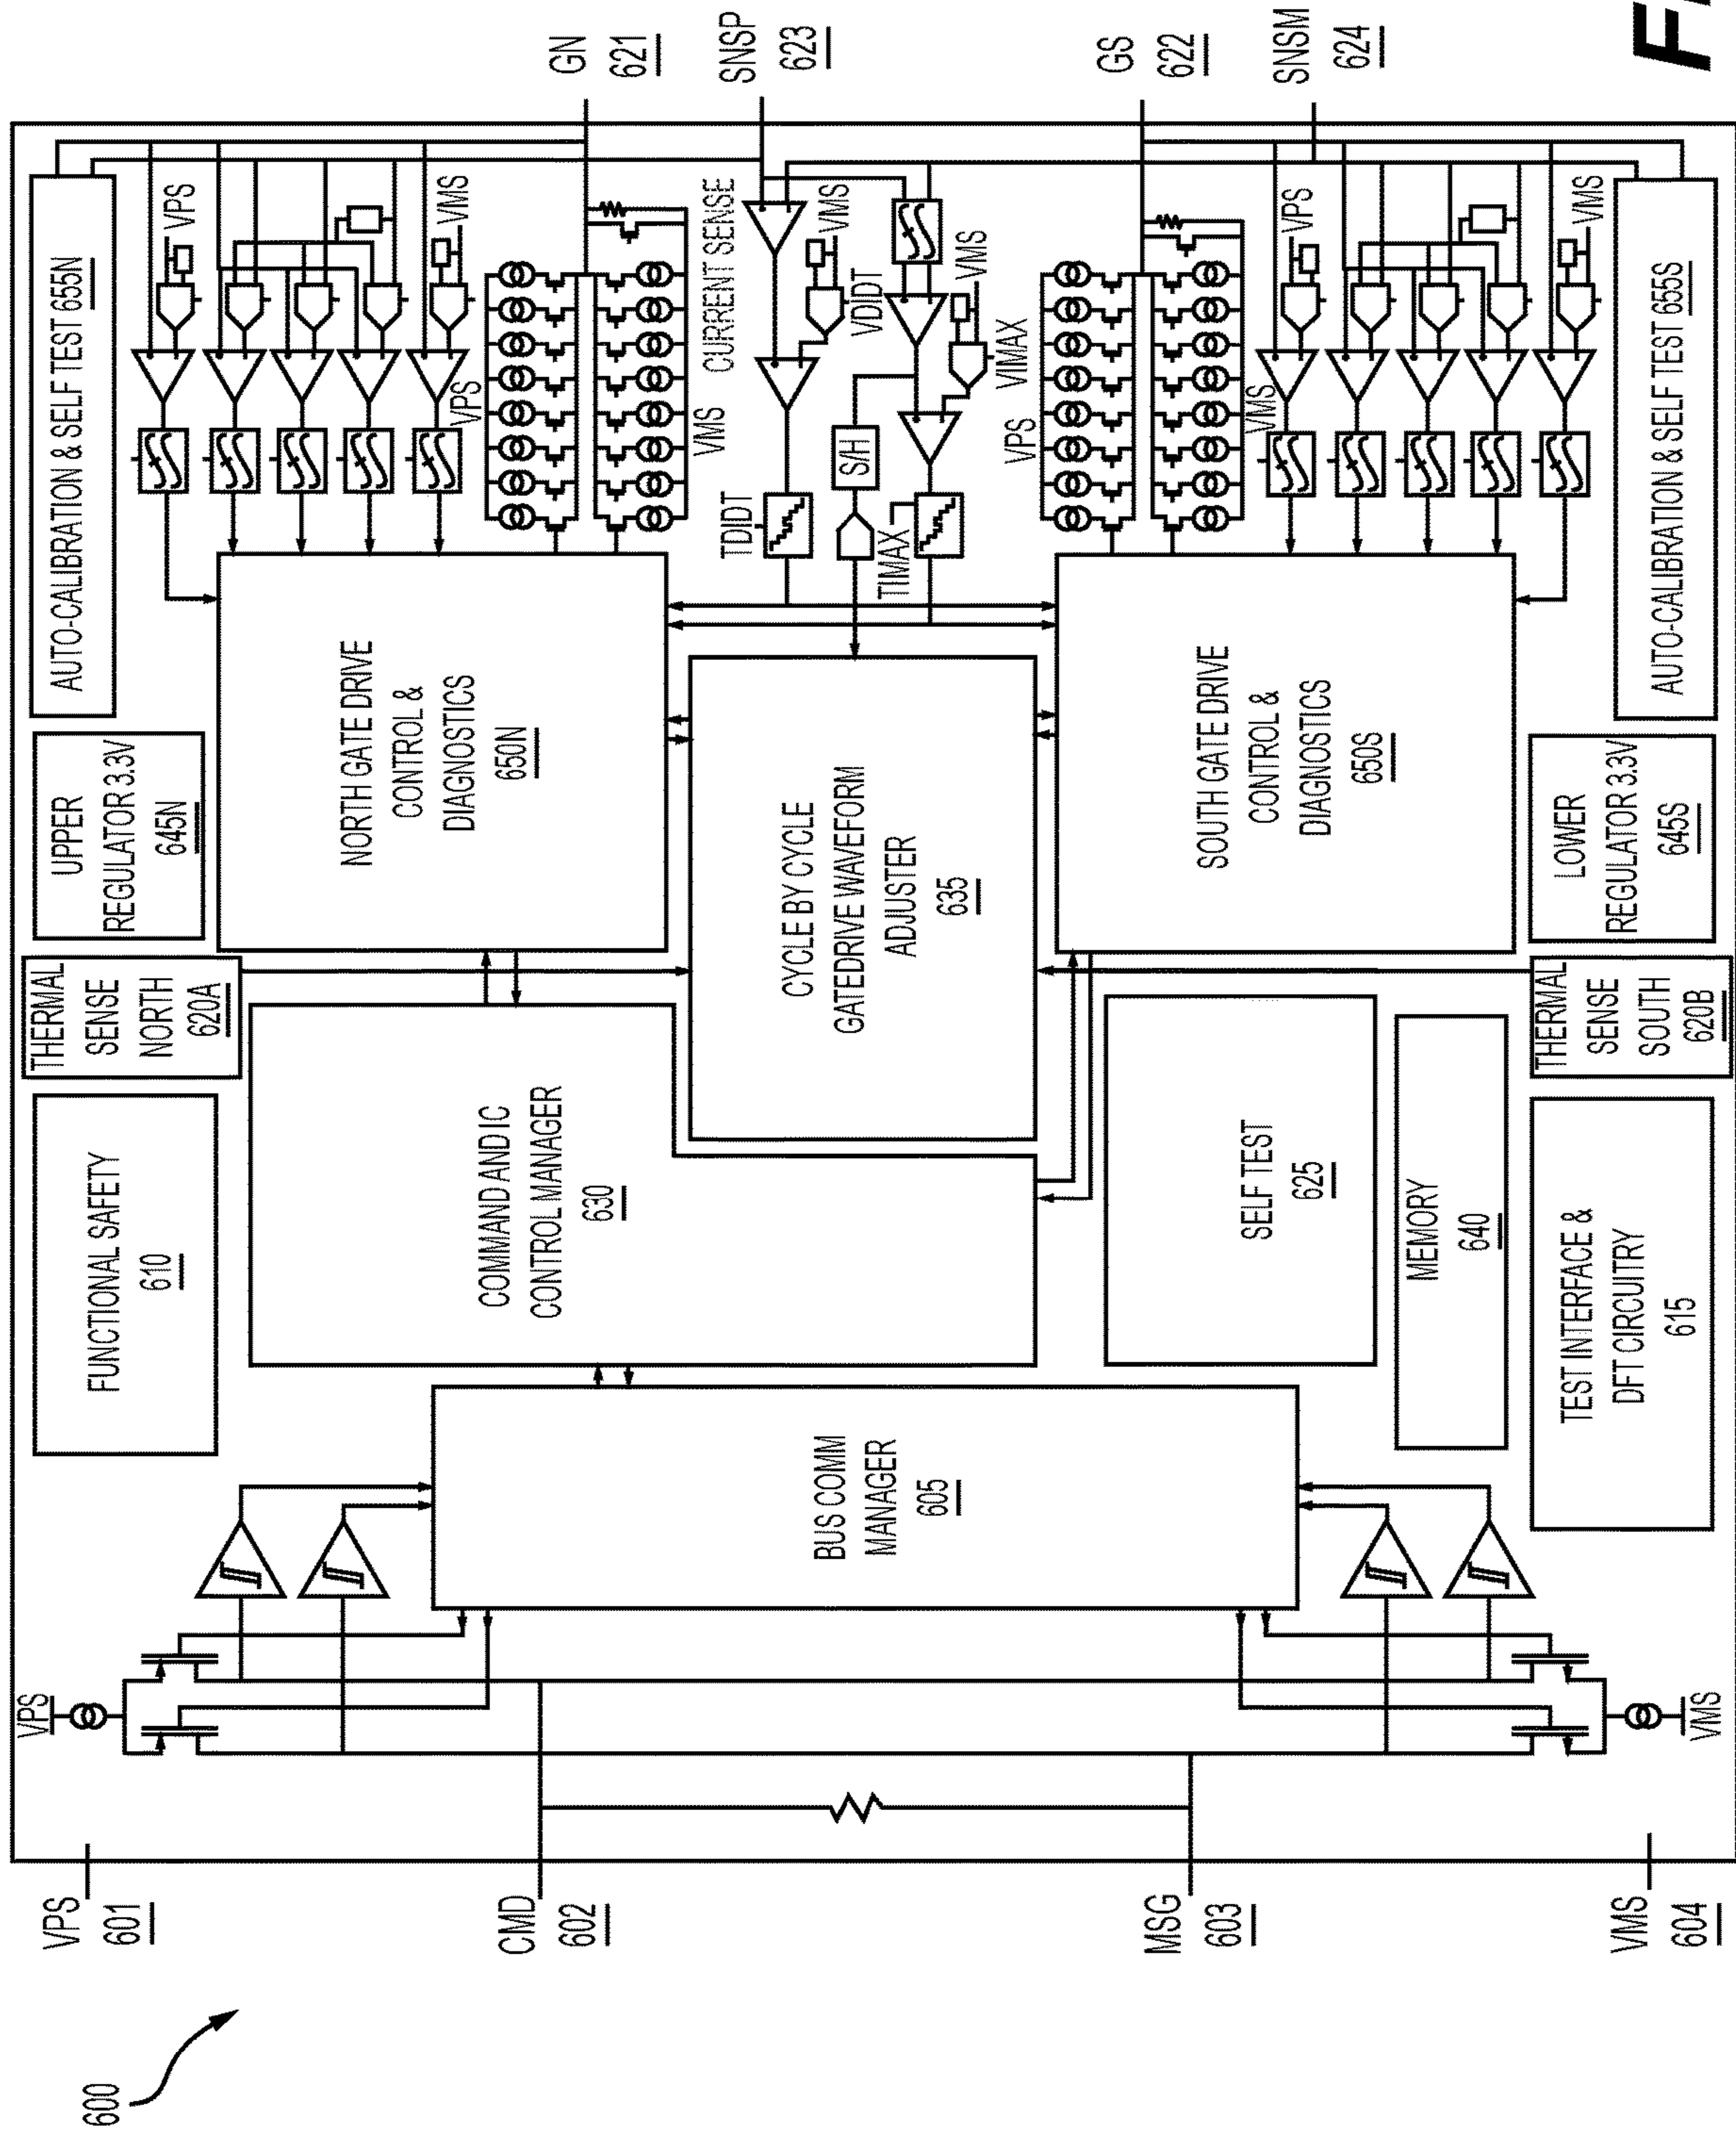 600
VPS
601
CMD
602
MSG
603
VMS
604
VPS
VMS
BUS COMM
MANAGER
605
FUNCTIONAL SAFETY
610
TEST INTERFACE &
DFT CIRCUITRY
615
COMMAND AND IC
CONTROL MANAGER
630
SELF TEST
625
MEMORY
640
THERMAL
SENSE
NORTH
620A
THERMAL
SENSE
SOUTH
620B
CYCLE BY CYCLE
GATEDRIVE WAVEFORM
ADJUSTER
635
UPPER
REGULATOR 3.3V
645N
LOWER
REGULATOR 3.3V
645S
NORTH GATE DRIVE
CONTROL &
DIAGNOSTICS
650N
SOUTH GATE DRIVE
CONTROL &
DIAGNOSTICS
650S
AUTO-CALIBRATION & SELF TEST 655N
AUTO-CALIBRATION & SELF TEST 655S
VPS
VMS
VPS
VMS
CURRENT SENSE
VMS
VDIDT
VMS
VIMAX
TDIDT
S/H
TIMAX
VPS
VMS
VPS
VMS
GN
621
SNSP
623
GS
622
SNSM
624